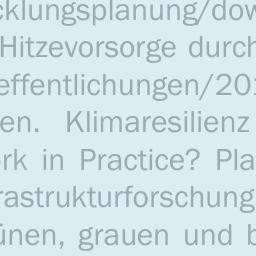 cklungsplanung/dow
Hitzevorsorge durch
effentlichungen/201
en. Klimaresilienz
rk in Practice? Pla
rastrukturforschung
ünen, grauen und b